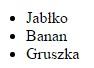 • Jabłko
• Banan
• Gruszka